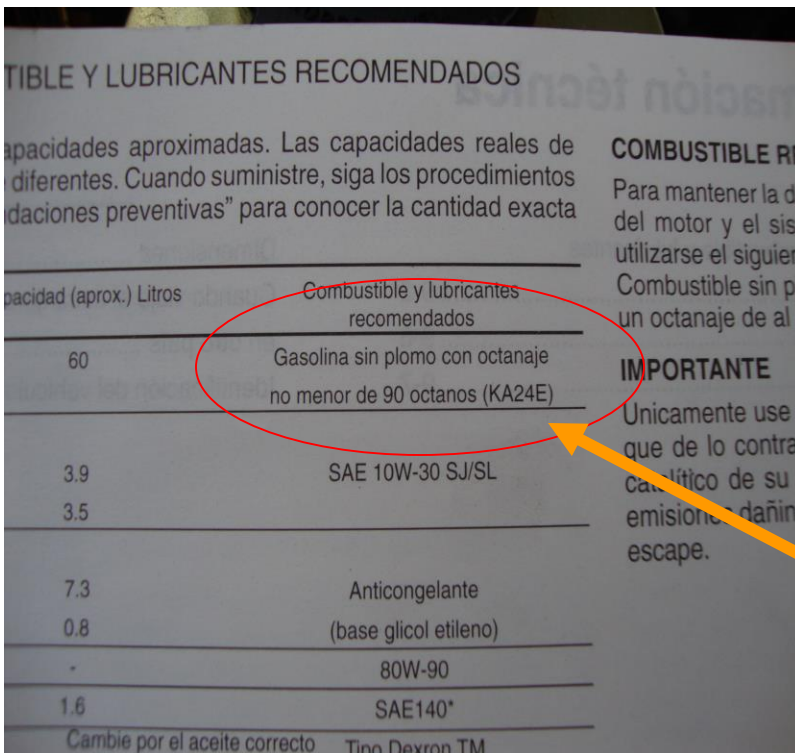 TIBLE Y LUBRICANTES RECOMENDADOS
apacidades aproximadas. Las capacidades reales de
diferentes. Cuando suministre, siga los procedimientos
daciones preventivas” para conocer la cantidad exacta
pacidad (aprox.) Litros
Combustible y lubricantes
recomendados
60
Gasolina sin plomo con octanaje
no menor de 90 octanos (KA24E)
3.9
SAE 10W-30 SJ/SL
3.5
7.3
Anticongelante
0.8
(base glicol etileno)
-
80W-90
1.6
SAE140*
Cambie por el aceite correcto
Tipo Dexron TM
COMBUSTIBLE RE
Para mantener la d
del motor y el sis
utilizarse el siguien
Combustible sin p
un octanaje de al
IMPORTANTE
Unicamente use
que de lo contra
catalítico de su
emisiones dañin
escape.